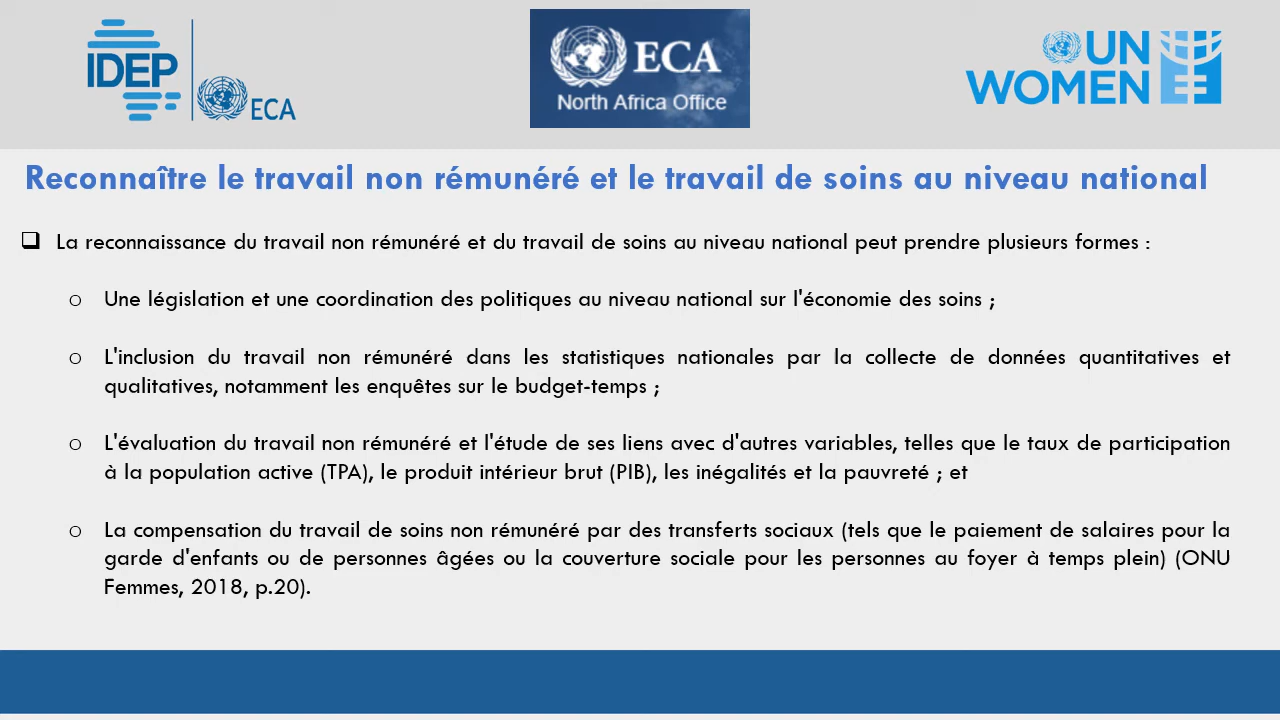 IDEP
ECA
ECA
North Africa Office
UN
WOMEN
Reconnaître le travail non rémunéré et le travail de soins au niveau national
La reconnaissance du travail non rémunéré et du travail de soins au niveau national peut prendre plusieurs formes :
o Une législation et une coordination des politiques au niveau national sur l'économie des soins ;
o L'inclusion du travail non rémunéré dans les statistiques nationales par la collecte de données quantitatives et
qualitatives, notamment les enquêtes sur le budget-temps ;
o L'évaluation du travail non rémunéré et l'étude de ses liens avec d'autres variables, telles que le taux de participation
à la population active (TPA), le produit intérieur brut (PIB), les inégalités et la pauvreté ; et
o La compensation du travail de soins non rémunéré par des transferts sociaux (tels que le paiement de salaires pour la
garde d'enfants ou de personnes âgées ou la couverture sociale pour les personnes au foyer à temps plein) (ONU
Femmes, 2018, p.20).